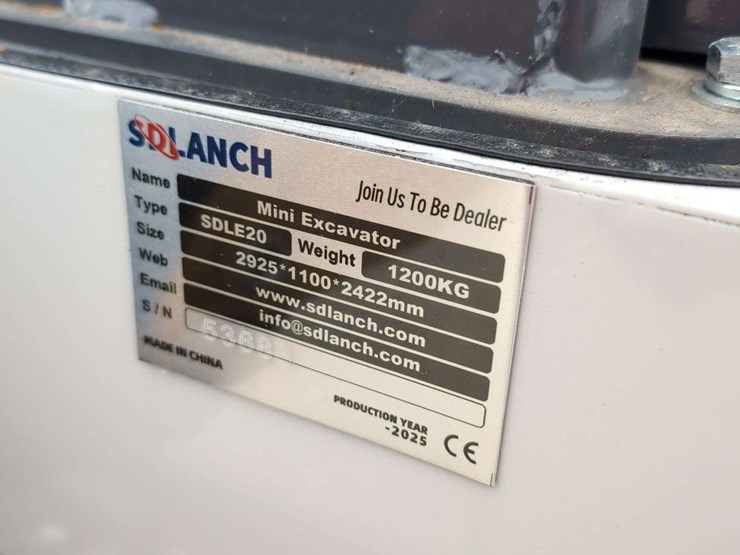 SDLANCH
Join Us To Be Dealer
Name Mini Excavator
Type SDLE20 Weight 1200KG
Size 2925*1100*2422mm
Web www.sdlanch.com
Email info@sdlanch.com
S/N
MADE IN CHINA
PRODUCTION YEAR
-2025 CE